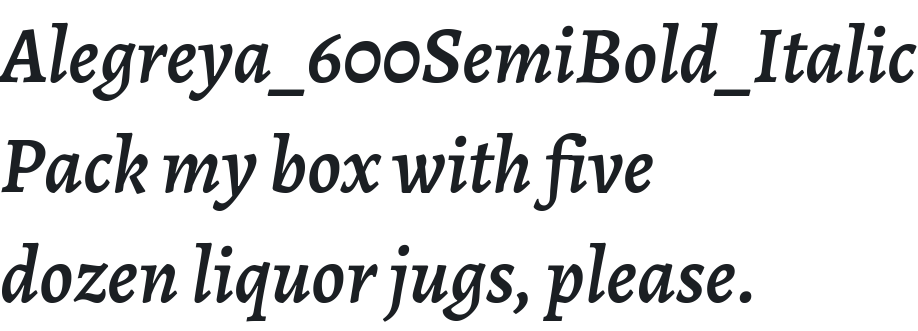 Alegreya_600SemiBold_Italic
Pack my box with five
dozen liquor jugs, please.